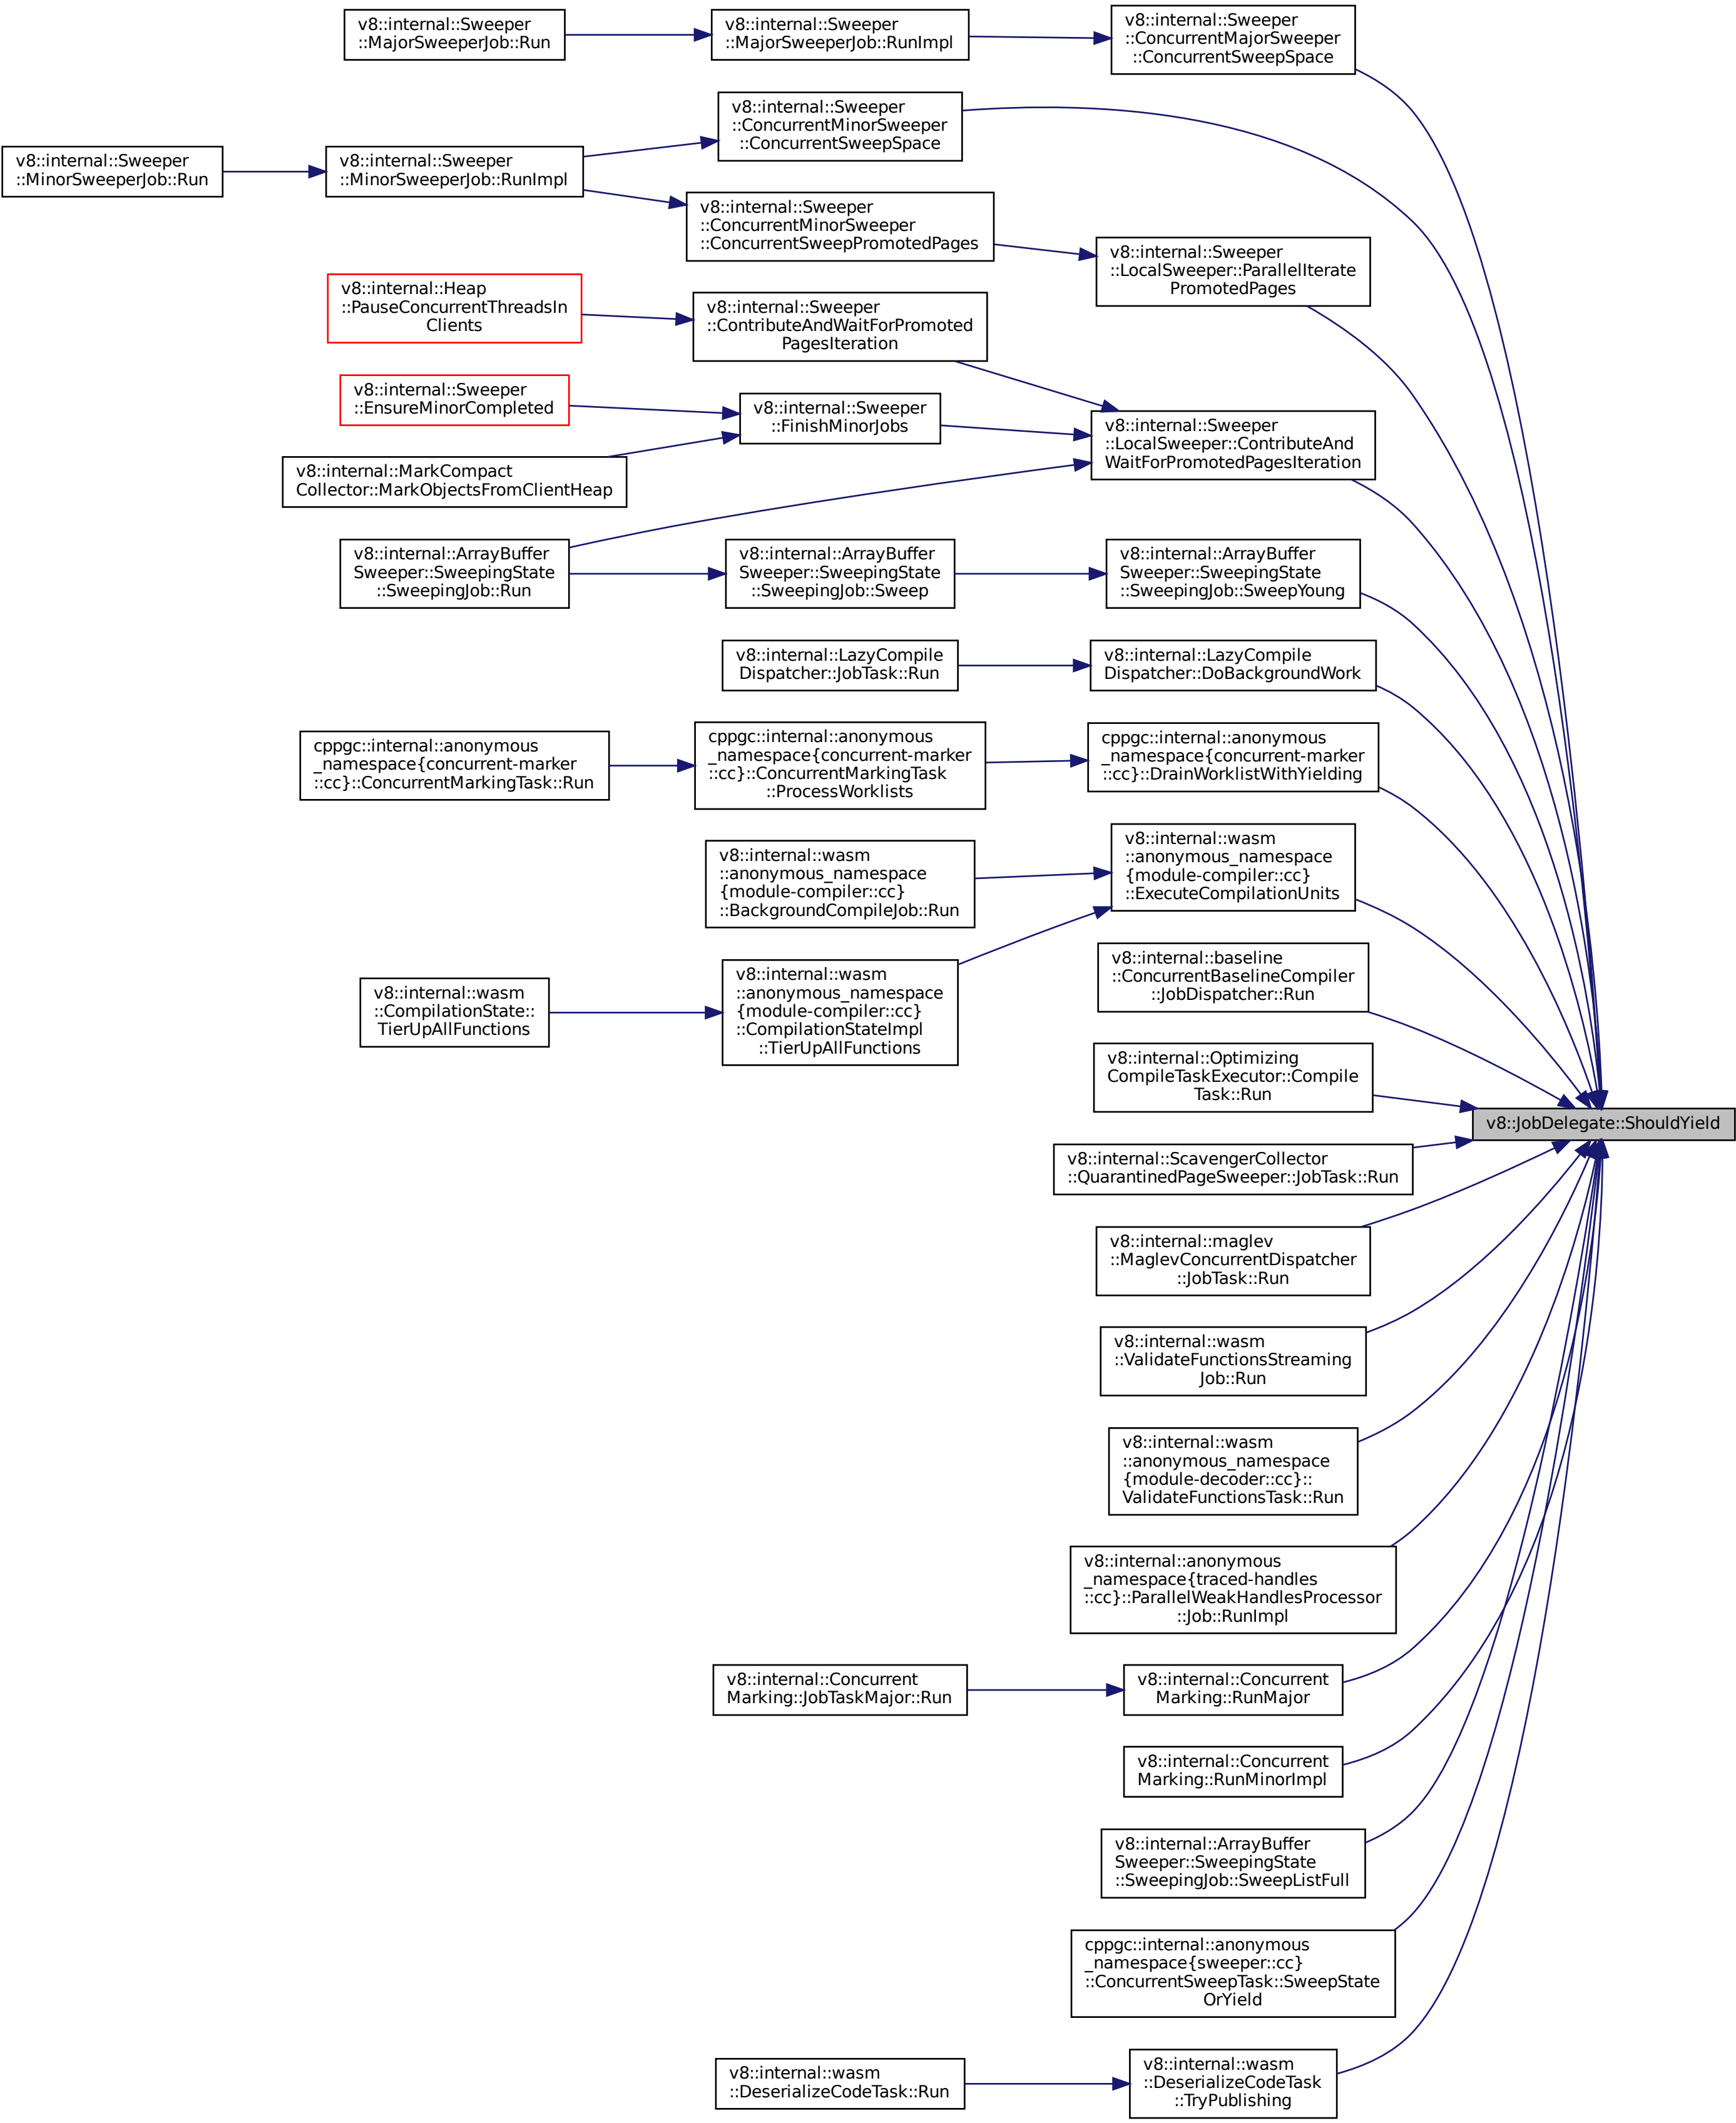 v8::internal::Sweeper
::MajorSweeperJob::Run
v8::internal::Sweeper
::MajorSweeperJob::RunImpl
v8::internal::Sweeper
::ConcurrentMajorSweeper
::ConcurrentSweepSpace
v8::internal::Sweeper
::ConcurrentMinorSweeper
::ConcurrentSweepSpace
v8::internal::Sweeper
::MinorSweeperJob::Run
v8::internal::Sweeper
::MinorSweeperJob::RunImpl
v8::internal::Sweeper
::ConcurrentMinorSweeper
::ConcurrentSweepPromotedPages
v8::internal::Sweeper
::LocalSweeper::ParallelIterate
PromotedPages
v8::internal::Heap
::PauseConcurrentThreadsIn
Clients
v8::internal::Sweeper
::ContributeAndWaitForPromoted
PagesIteration
v8::internal::Sweeper
::EnsureMinorCompleted
v8::internal::Sweeper
::FinishMinorJobs
v8::internal::Sweeper
::LocalSweeper::ContributeAnd
WaitForPromotedPagesIteration
v8::internal::MarkCompact
Collector::MarkObjectsFromClientHeap
v8::internal::ArrayBuffer
Sweeper::SweepingState
::SweepingJob::Run
v8::internal::ArrayBuffer
Sweeper::SweepingState
::SweepingJob::Sweep
v8::internal::ArrayBuffer
Sweeper::SweepingState
::SweepingJob::SweepYoung
v8::internal::LazyCompile
Dispatcher::JobTask::Run
v8::internal::LazyCompile
Dispatcher::DoBackgroundWork
cppgc::internal::anonymous
_namespace{concurrent-marker
::cc}::ConcurrentMarkingTask::Run
cppgc::internal::anonymous
_namespace{concurrent-marker
::cc}::ConcurrentMarkingTask
::ProcessWorklists
cppgc::internal::anonymous
_namespace{concurrent-marker
::cc}::DrainWorklistWithYielding
v8::internal::wasm
::anonymous_namespace
{module-compiler::cc}
::BackgroundCompileJob::Run
v8::internal::wasm
::anonymous_namespace
{module-compiler::cc}
::ExecuteCompilationUnits
v8::internal::wasm
::CompilationState::
TierUpAllFunctions
v8::internal::wasm
::anonymous_namespace
{module-compiler::cc}
::CompilationStateImpl
::TierUpAllFunctions
v8::internal::baseline
::ConcurrentBaselineCompiler
::JobDispatcher::Run
v8::internal::Optimizing
CompileTaskExecutor::Compile
Task::Run
v8::JobDelegate::ShouldYield
v8::internal::ScavengerCollector
::QuarantinedPageSweeper::JobTask::Run
v8::internal::maglev
::MaglevConcurrentDispatcher
::JobTask::Run
v8::internal::wasm
::ValidateFunctionsStreaming
Job::Run
v8::internal::wasm
::anonymous_namespace
{module-decoder::cc}::
ValidateFunctionsTask::Run
v8::internal::anonymous
_namespace{traced-handles
::cc}::ParallelWeakHandlesProcessor
::Job::RunImpl
v8::internal::Concurrent
Marking::JobTaskMajor::Run
v8::internal::Concurrent
Marking::RunMajor
v8::internal::Concurrent
Marking::RunMinorImpl
v8::internal::ArrayBuffer
Sweeper::SweepingState
::SweepingJob::SweepListFull
cppgc::internal::anonymous
_namespace{sweeper::cc}
::ConcurrentSweepTask::SweepState
OrYield
v8::internal::wasm
::DeserializeCodeTask::Run
v8::internal::wasm
::DeserializeCodeTask
::TryPublishing